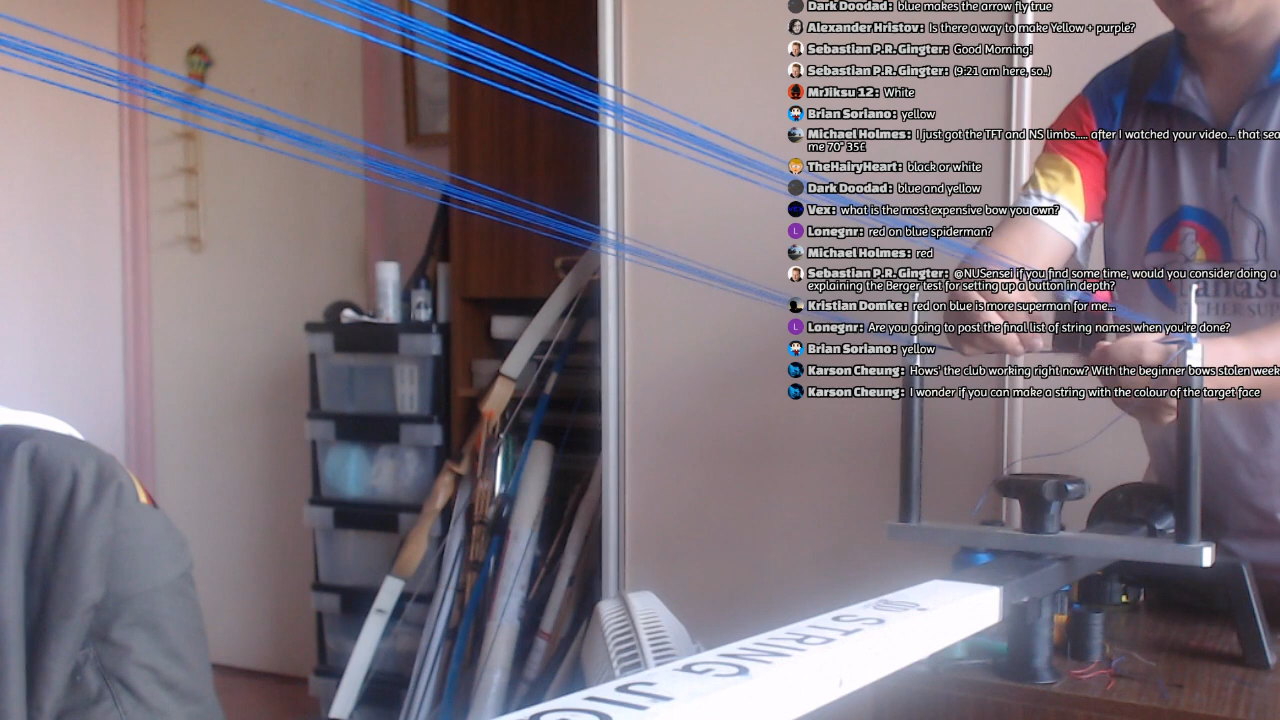 Dark Doodad: blue makes the arrow fly true
Alexander Hristov: Is there a way to make Yellow + purple?
Sebastian P.R. Gingter: Good Morning!
Sebastian P.R. Gingter: (9:21 am here, so..)
MrJiksu 12: White
Brian Soriano: yellow
Michael Holmes: I just got the TFT and NS limbs..... after I watched your video... that sea
me 70" 35£
TheHairyHeart: black or white
Dark Doodad: blue and yellow
Vex: what is the most expensive bow you own?
Lonegnr: red on blue spiderman?
Michael Holmes: red
Sebastian P.R. Gingter: @NUSensei if you find some time, would you consider doing a
explaining the Berger test for setting up a button in depth?
Kristian Domke: red on blue is more superman for me...
Lonegnr: Are you going to post the final list of string names when you're done?
Brian Soriano: yellow
Karson Cheung: Hows' the club working right now? With the beginner bows stolen week
Karson Cheung: I wonder if you can make a string with the colour of the target face
STRING JIG